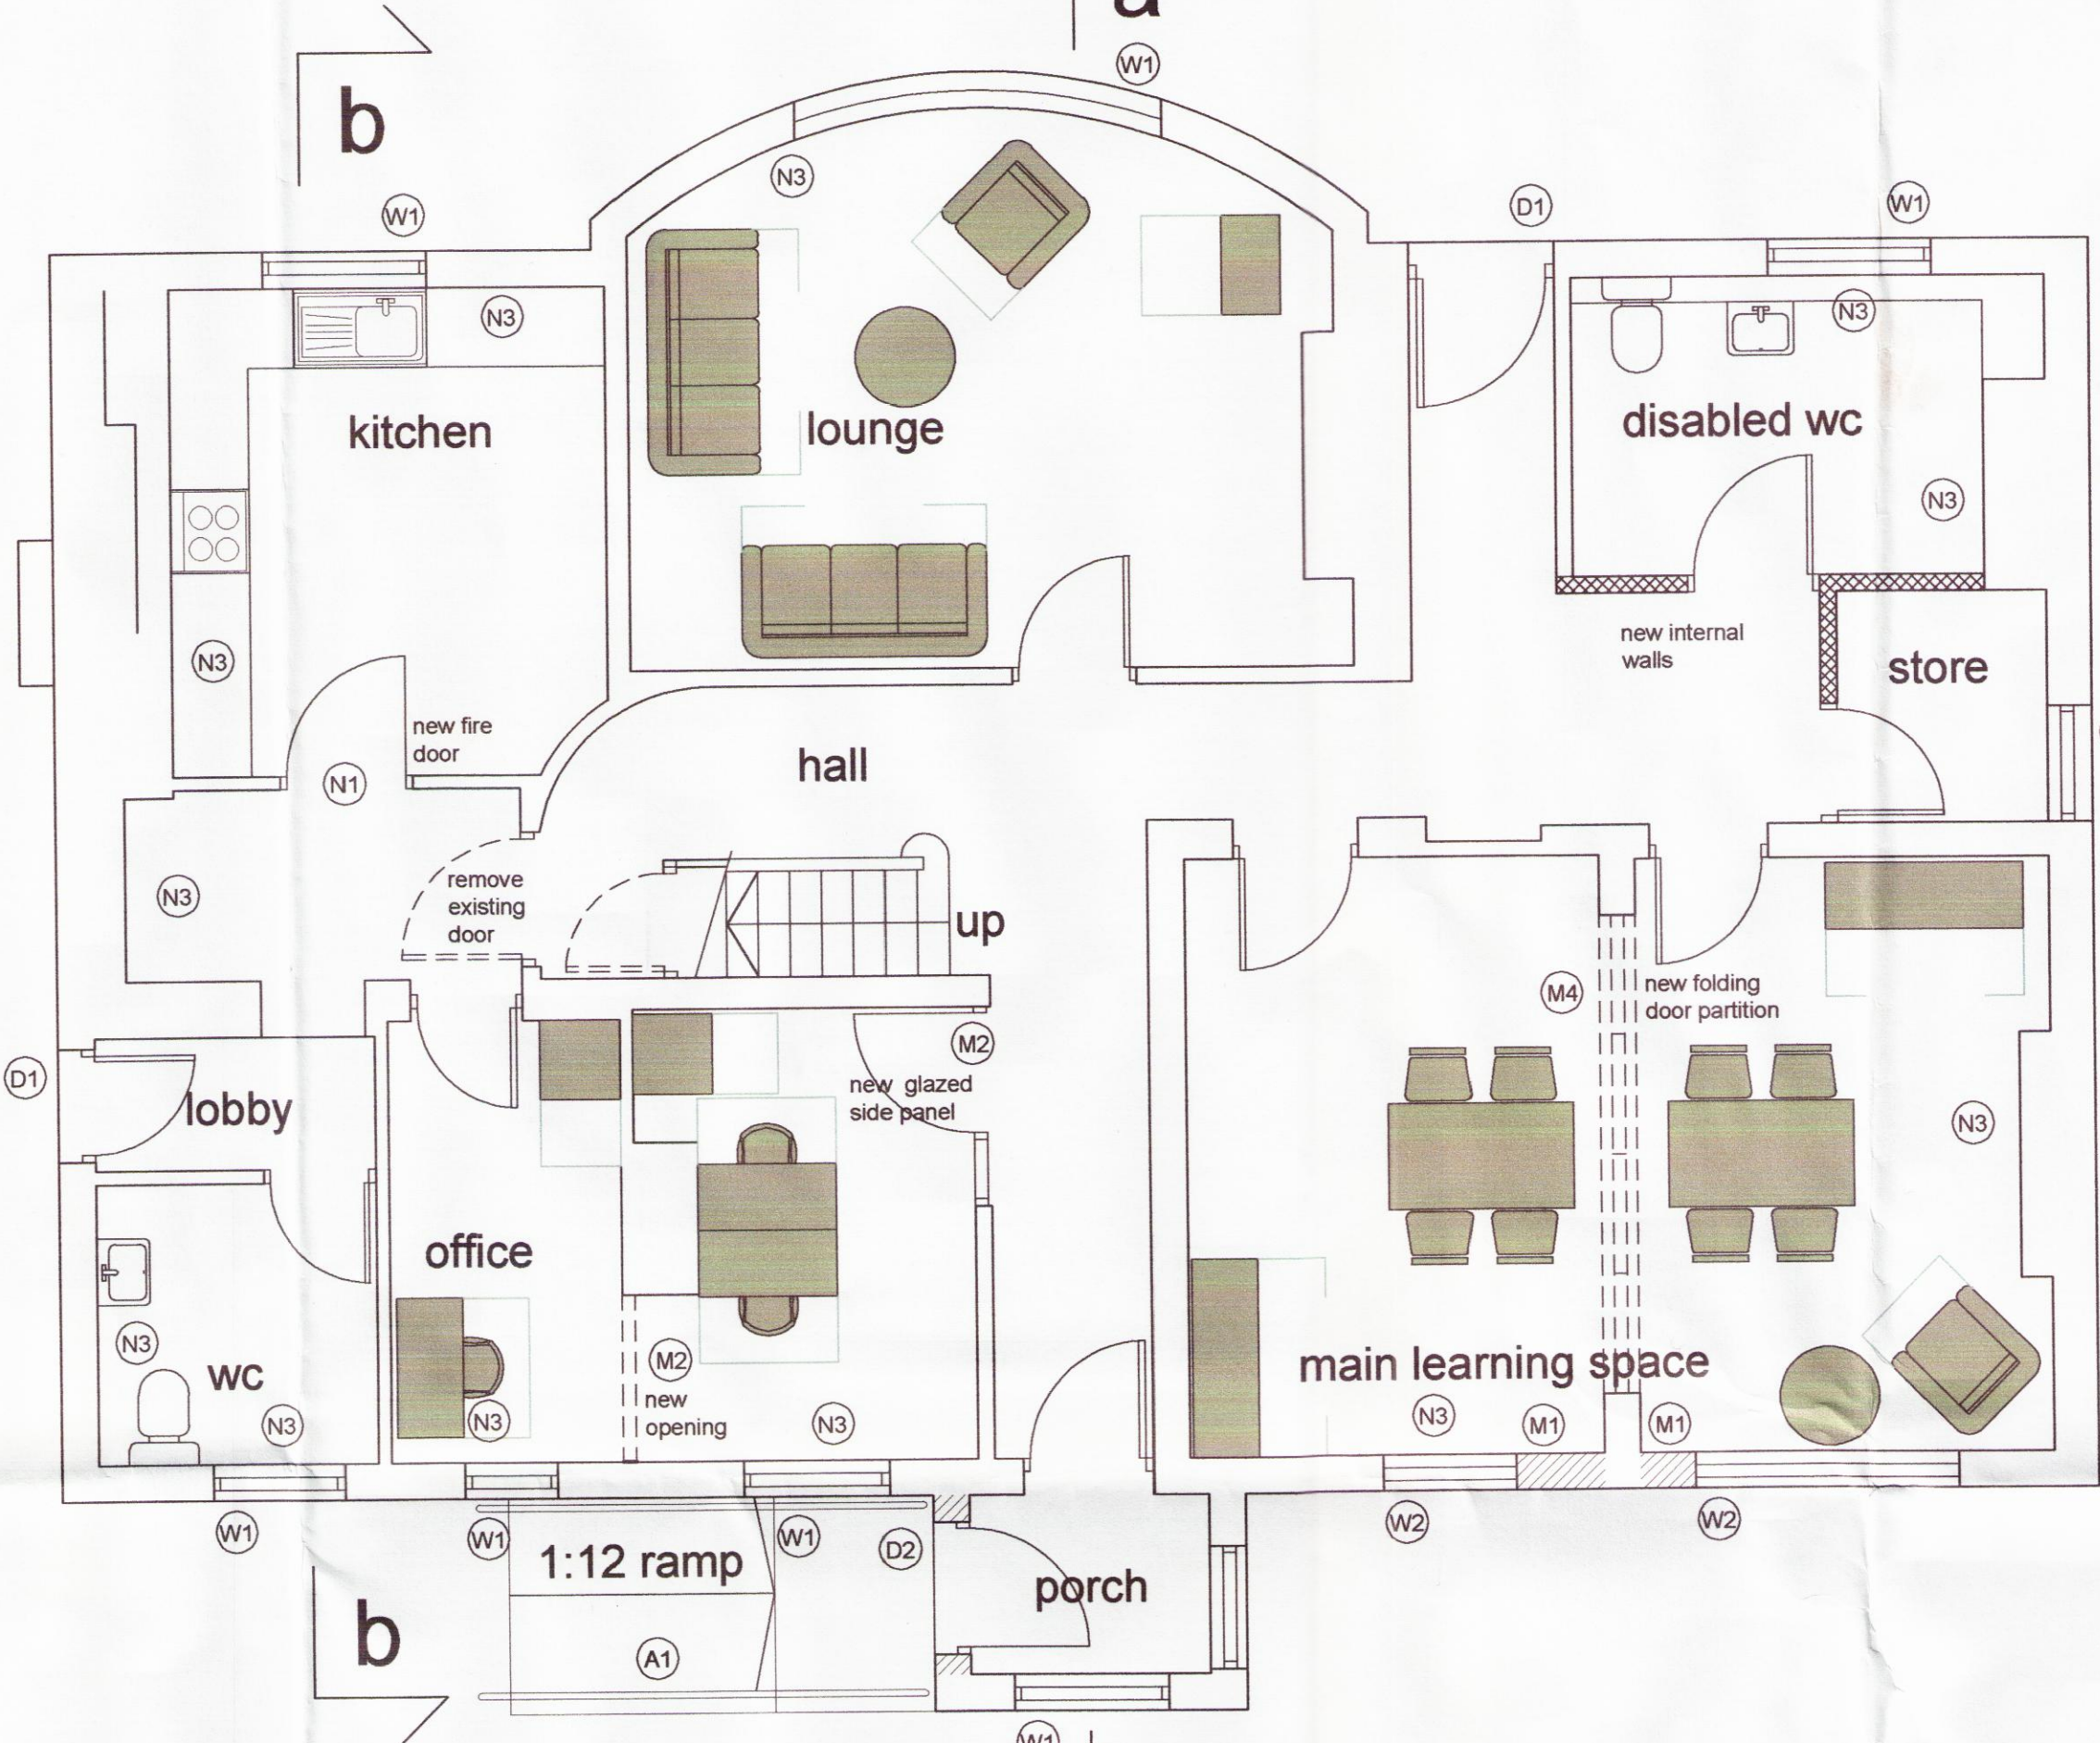 a
W1
b
W1
N3
D1
W1
N3
N3
kitchen
lounge
disabled wc
N3
new internal
walls
store
N3
new fire
door
hall
N1
remove
existing
door
N3
up
M4
new folding
door partition
M2
D1
new glazed
side panel
lobby
N3
office
N3
M2
main learning space
wc
new
opening
N3
N3
N3
N3
M1
M1
W1
W1
W1
D2
W2
W2
1:12 ramp
porch
b
A1
W1